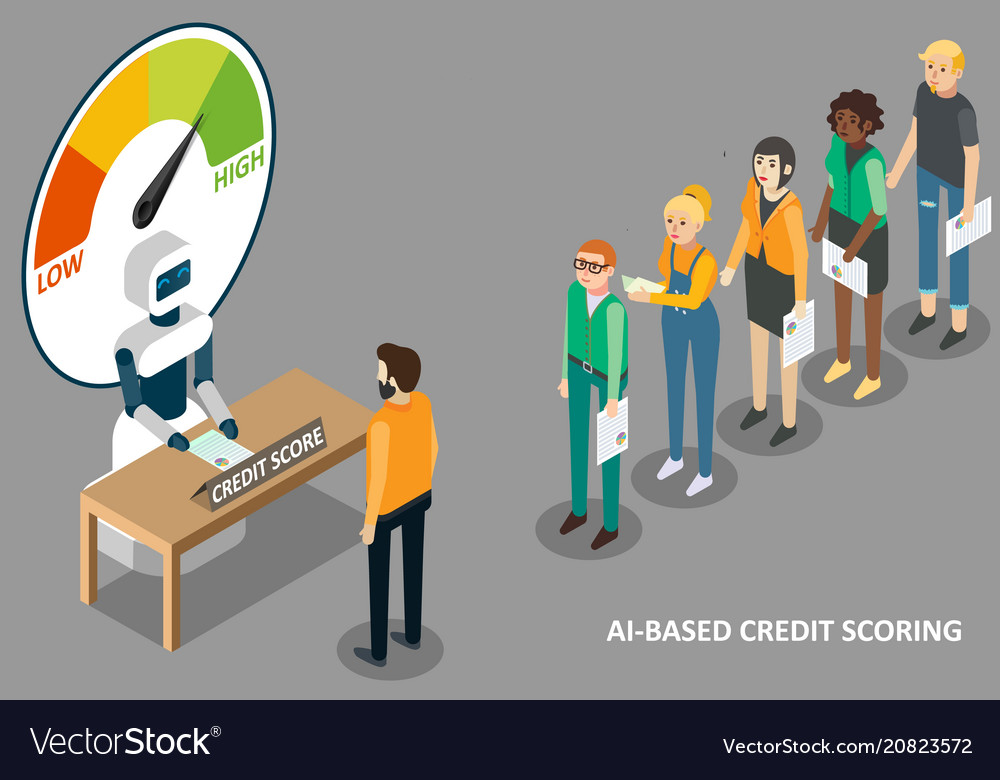 HIGH
LOW
CREDIT SCORE
AI-BASED CREDIT SCORING
VectorStock®
VectorStock.com/20823572